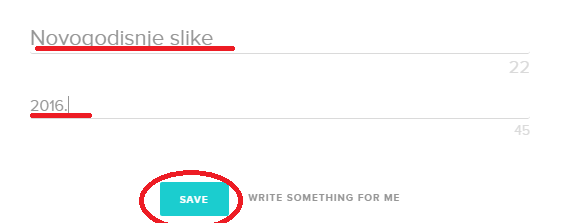 Novogodisnje slike
22
2016.
45
SAVE WRITE SOMETHING FOR ME